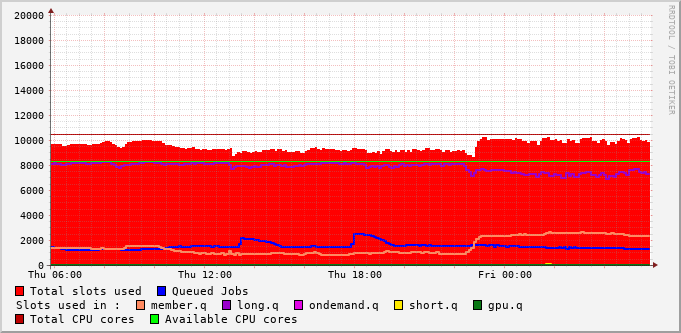 RRDTOOL / TOBI OETIKER
20000
18000
16000
14000
12000
10000
8000
6000
4000
2000
0
Thu 06:00 Thu 12:00 Thu 18:00 Fri 00:00
Total slots used Queued Jobs
Slots used in : member.q long.q ondemand.q short.q gpu.q
Total CPU cores Available CPU cores